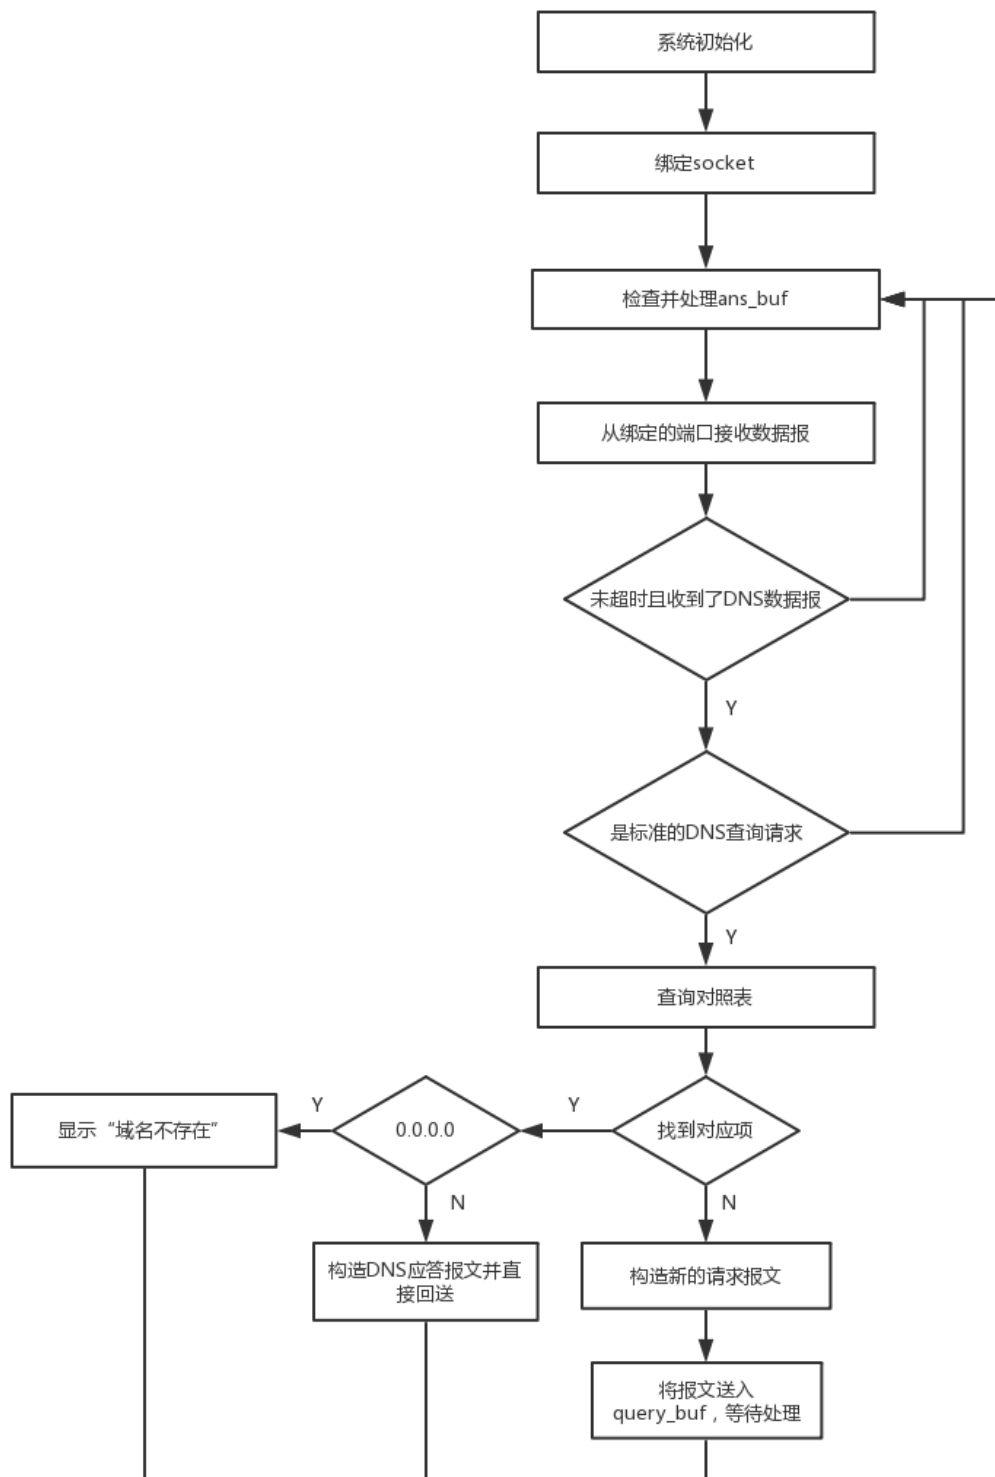 系统初始化
绑定socket
检查并处理ans_buf
从绑定的端口接收数据报
未超时且收到了DNS数据报
Y
是标准的DNS查询请求
Y
查询对照表
找到对应项
Y
0.0.0.0
Y
显示“域名不存在”
N
构造DNS应答报文并直
接回送
N
构造新的请求报文
将报文送入
query_buf，等待处理